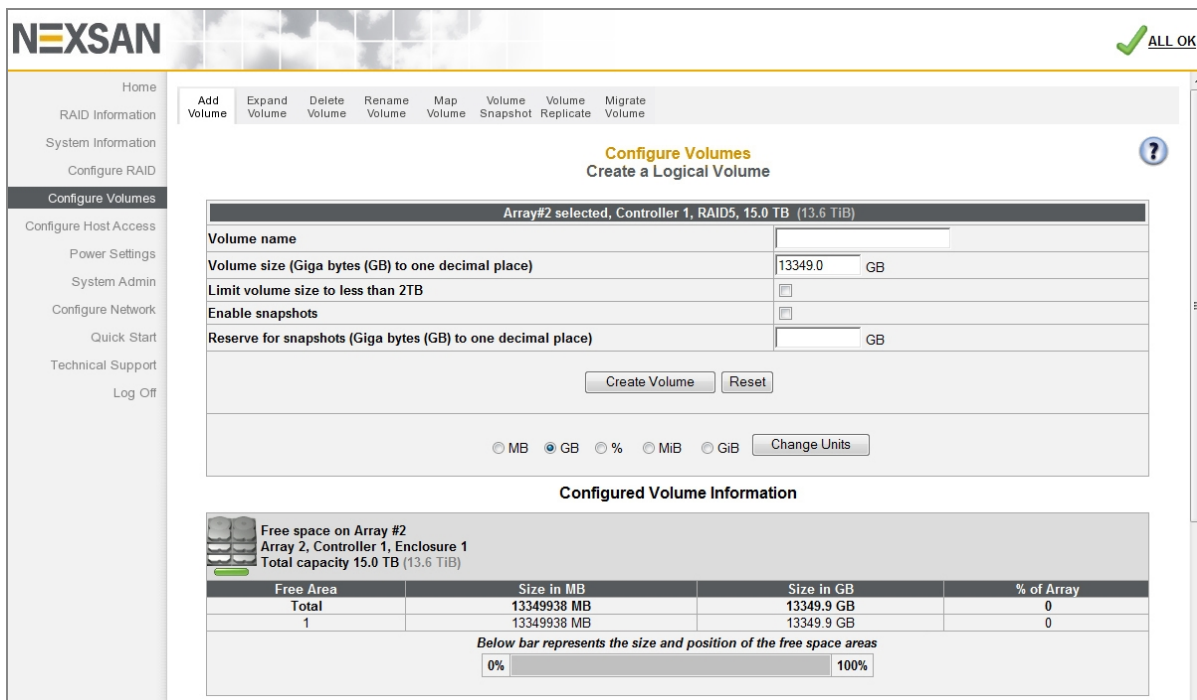 NEXSAN
ALL OK
Home
RAID Information
System Information
Configure RAID
Configure Volumes
Configure Host Access
Power Settings
System Admin
Configure Network
Quick Start
Technical Support
Log Off
Add Volume
Expand Volume
Delete Volume
Rename Volume
Map Volume
Volume Snapshot
Volume Replicate
Migrate Volume
?
Configure Volumes
Create a Logical Volume
Array#2 selected, Controller 1, RAID5, 15.0 TB (13.6 TiB)
Volume name
Volume size (Giga bytes (GB) to one decimal place) 13349.0 GB
Limit volume size to less than 2TB
Enable snapshots
Reserve for snapshots (Giga bytes (GB) to one decimal place) GB
Create Volume Reset
MB GB % MiB GiB Change Units
Configured Volume Information
Free space on Array #2
Array 2, Controller 1, Enclosure 1
Total capacity 15.0 TB (13.6 TiB)
Free Area Size in MB Size in GB % of Array
Total 13349938 MB 13349.9 GB 0
1 13349938 MB 13349.9 GB 0
Below bar represents the size and position of the free space areas
0% 100%